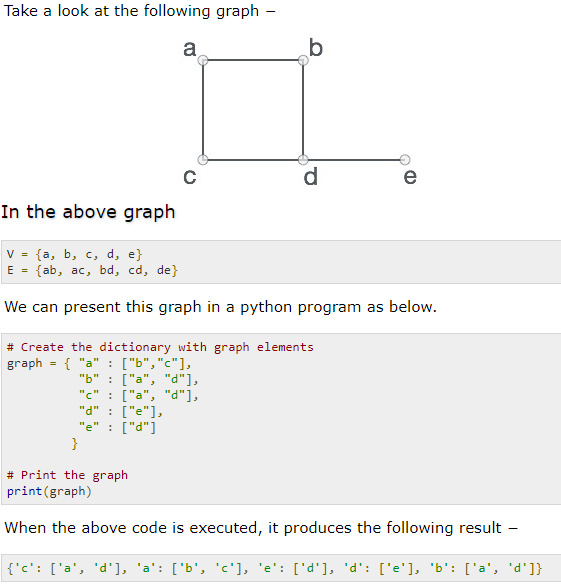 Take a look at the following graph −
a b
c d e
In the above graph
V = {a, b, c, d, e}
E = {ab, ac, bd, cd, de}
We can present this graph in a python program as below.
# Create the dictionary with graph elements
graph = { "a" : ["b","c"],
"b" : ["a", "d"],
"c" : ["a", "d"],
"d" : ["e"],
"e" : ["d"]
}
# Print the graph
print(graph)
When the above code is executed, it produces the following result −
{'c': ['a', 'd'], 'a': ['b', 'c'], 'e': ['d'], 'd': ['e'], 'b': ['a', 'd']}